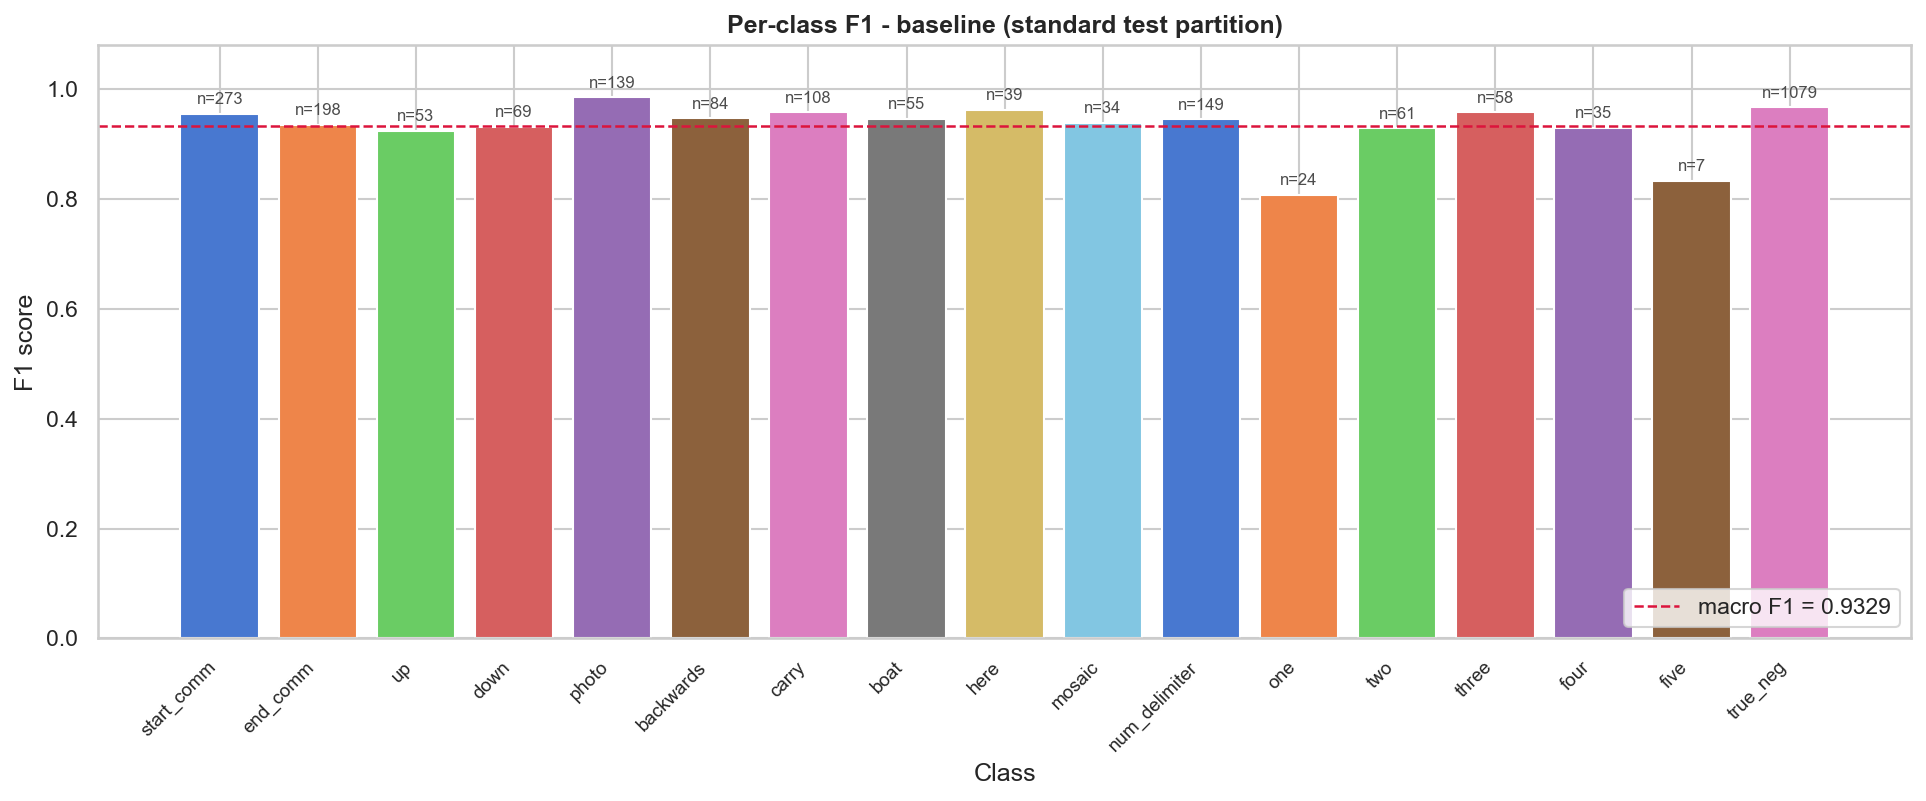 Per-class F1 - baseline (standard test partition)
F1 score
1.0
0.8
0.6
0.4
0.2
0.0
n=273
n=198
n=53
n=69
n=139
n=84
n=108
n=55
n=39
n=34
n=149
n=24
n=61
n=58
n=35
n=7
n=1079
macro F1 = 0.9329
start_comm
end_comm
up
down
photo
backwards
carry
boat
here
mosaic
num_delimiter
one
two
three
four
five
true_neg
Class